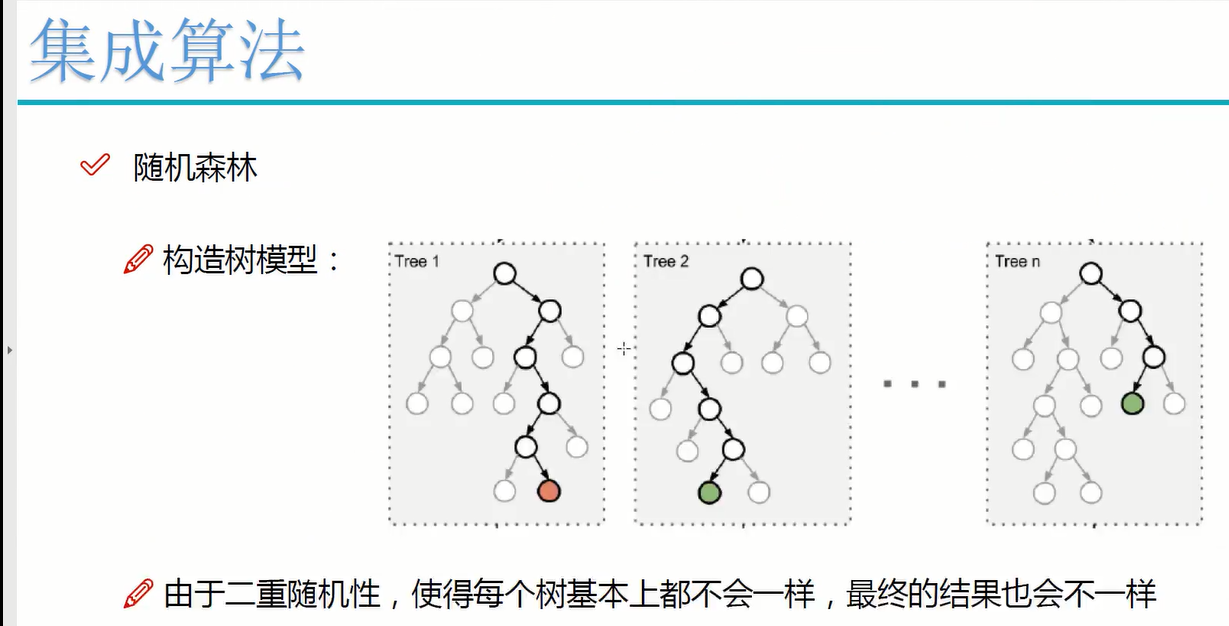 集成算法
随机森林
构造树模型：
Tree 1
Tree 2
Tree n
由于二重随机性，使得每个树基本上都不会一样，最终的结果也会不一样